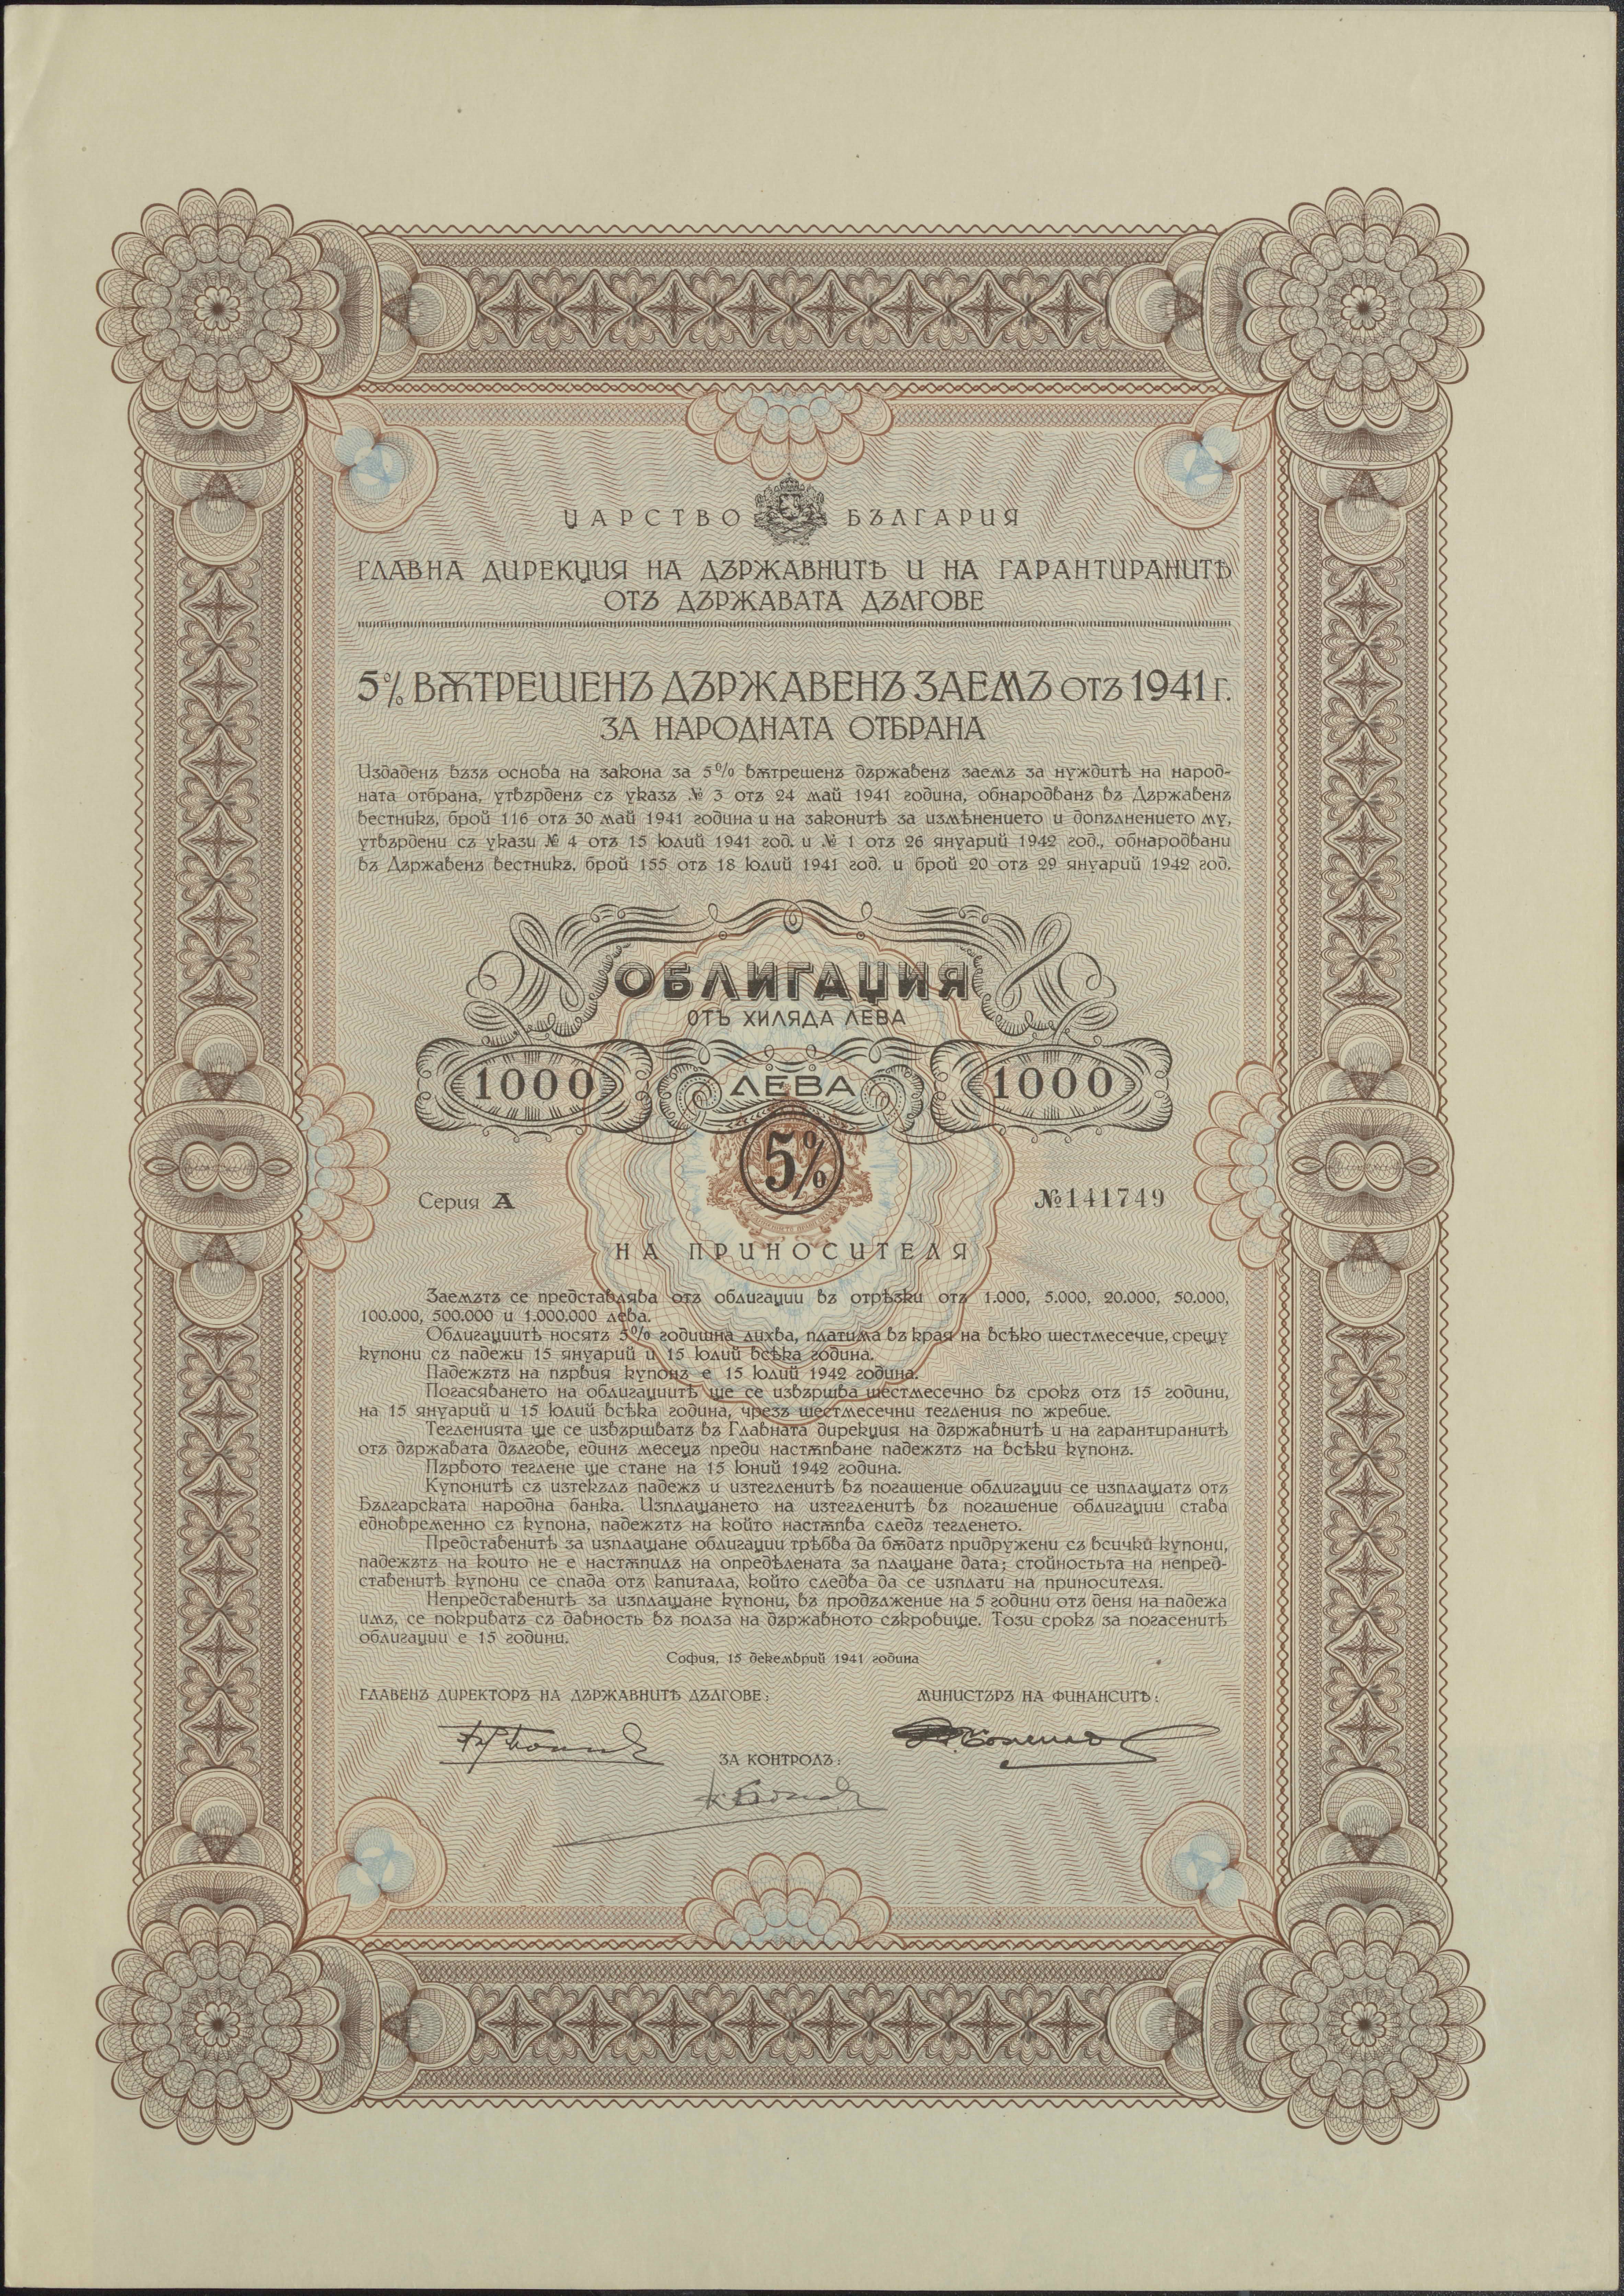 ЦАРСТВО БЪЛГАРИЯ
ГЛАВНА ДИРЕКЦИЯ НА ДЪРЖАВНИТѢ И НА ГАРАНТИРАНИТѢ
ОТЪ ДЪРЖАВАТА ДЪЛГОВЕ
5% ВѪТРЕШЕНЪ ДЪРЖАВЕНЪ ЗАЕМЪ отъ 1941 г.
ЗА НАРОДНАТА ОТБРАНА
Издаденъ възъ основа на закона за 5% вѫтрешенъ държавенъ заемъ за нуждитѣ на народ-
ната отбрана, утвърденъ съ указъ № 3 отъ 24 май 1941 година, обнародванъ въ Държавенъ
вестникъ, брой 116 отъ 30 май 1941 година и на законитѣ за измѣнението и допълнението му,
утвърдени съ укази № 4 отъ 15 юлий 1941 год. и № 1 отъ 26 януарий 1942 год., обнародвани
въ Държавенъ вестникъ, брой 155 отъ 18 юлий 1941 год. и брой 20 отъ 29 януарий 1942 год.
ОБЛИГАЦИЯ
ОТЪ ХИЛЯДА ЛЕВА
1000 ЛЕВА 1000
5%
Серия А №141749
НА ПРИНОСИТЕЛЯ
Заемътъ се представлява отъ облигации въ отрѣзки отъ 1.000, 5.000, 20.000, 50.000,
100.000, 500.000 и 1.000.000 лева.
Облигациитѣ носятъ 5% годишна лихва, платима въ края на всѣко шестмесечие, срещу
купони съ падежи 15 януарий и 15 юлий всѣка година.
Падежътъ на първия купонъ е 15 юлий 1942 година.
Погасяването на облигациитѣ ще се извършва шестмесечно въ срокъ отъ 15 години,
на 15 януарий и 15 юлий всѣка година, чрезъ шестмесечни тегления по жребие.
Тегленията ще се извършватъ въ Главната дирекция на държавнитѣ и на гарантиранитѣ
отъ държавата дългове, единъ месецъ преди настѫпване падежътъ на всѣки купонъ.
Първото теглене ще стане на 15 юний 1942 година.
Купонитѣ съ изтекълъ падежъ и изтегленитѣ въ погашение облигации се изплащатъ отъ
Българската народна банка. Изплащането на изтегленитѣ въ погашение облигации става
едновременно съ купона, падежътъ на който настѫпва следъ тегленето.
Представенитѣ за изплащане облигации трѣбва да бѫдатъ придружени съ всички купони,
падежътъ на които не е настѫпилъ на опредѣлената за плащане дата; стойностьта на непред-
ставенитѣ купони се спада отъ капитала, който следва да се изплати на приносителя.
Непредставенитѣ за изплащане купони, въ продължение на 5 години отъ деня на падежа
имъ, се покриватъ съ давность въ полза на държавното съкровище. Този срокъ за погасенитѣ
облигации е 15 години.
София, 15 декемврий 1941 година
ГЛАВЕНЪ ДИРЕКТОРЪ НА ДЪРЖАВНИТѢ ДЪЛГОВЕ: МИНИСТЪРЪ НА ФИНАНСИТѢ:
ЗА КОНТРОЛЪ: